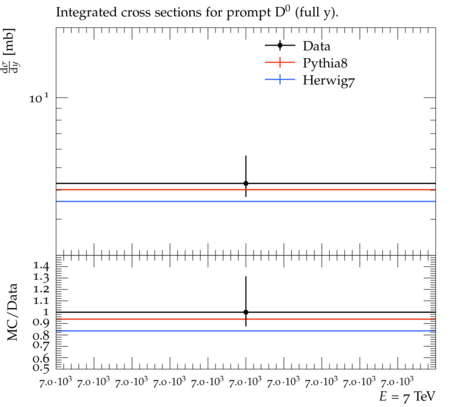 Integrated cross sections for prompt D⁰ (full y).
dσ/dy [mb]
Data
Pythia8
Herwig7
10¹
MC/Data
1.4
1.3
1.2
1.1
1
0.9
0.8
0.7
0.6
0.5
7.0·10³ 7.0·10³ 7.0·10³ 7.0·10³ 7.0·10³ 7.0·10³ 7.0·10³ 7.0·10³ 7.0·10³
E = 7 TeV